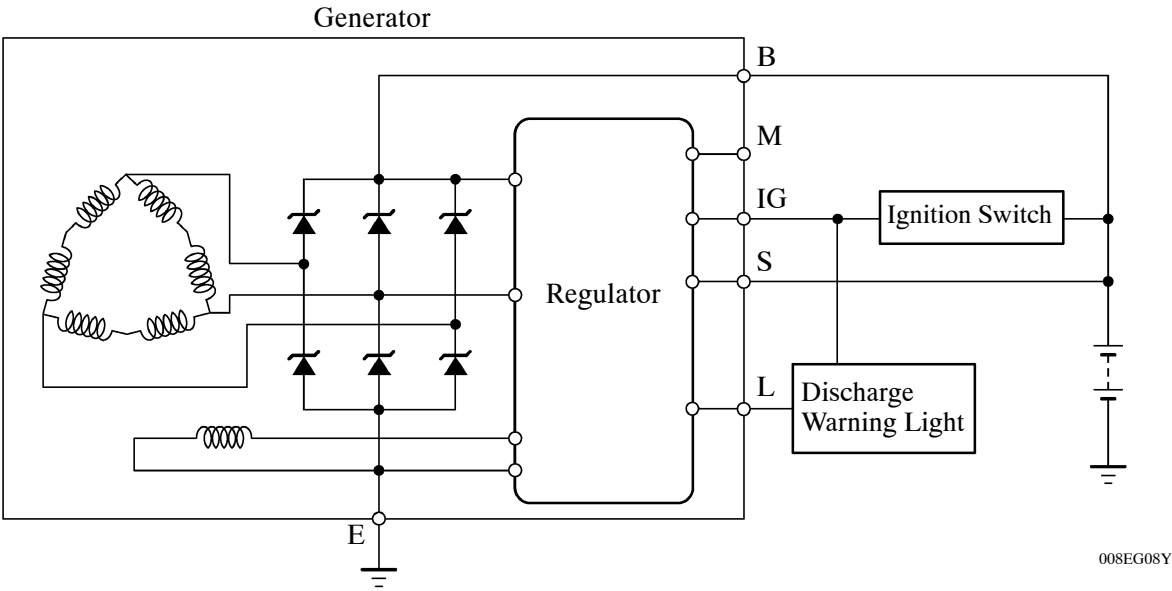 Generator
B
M
IG
Ignition Switch
S
Regulator
L
Discharge
Warning Light
E
008EG08Y